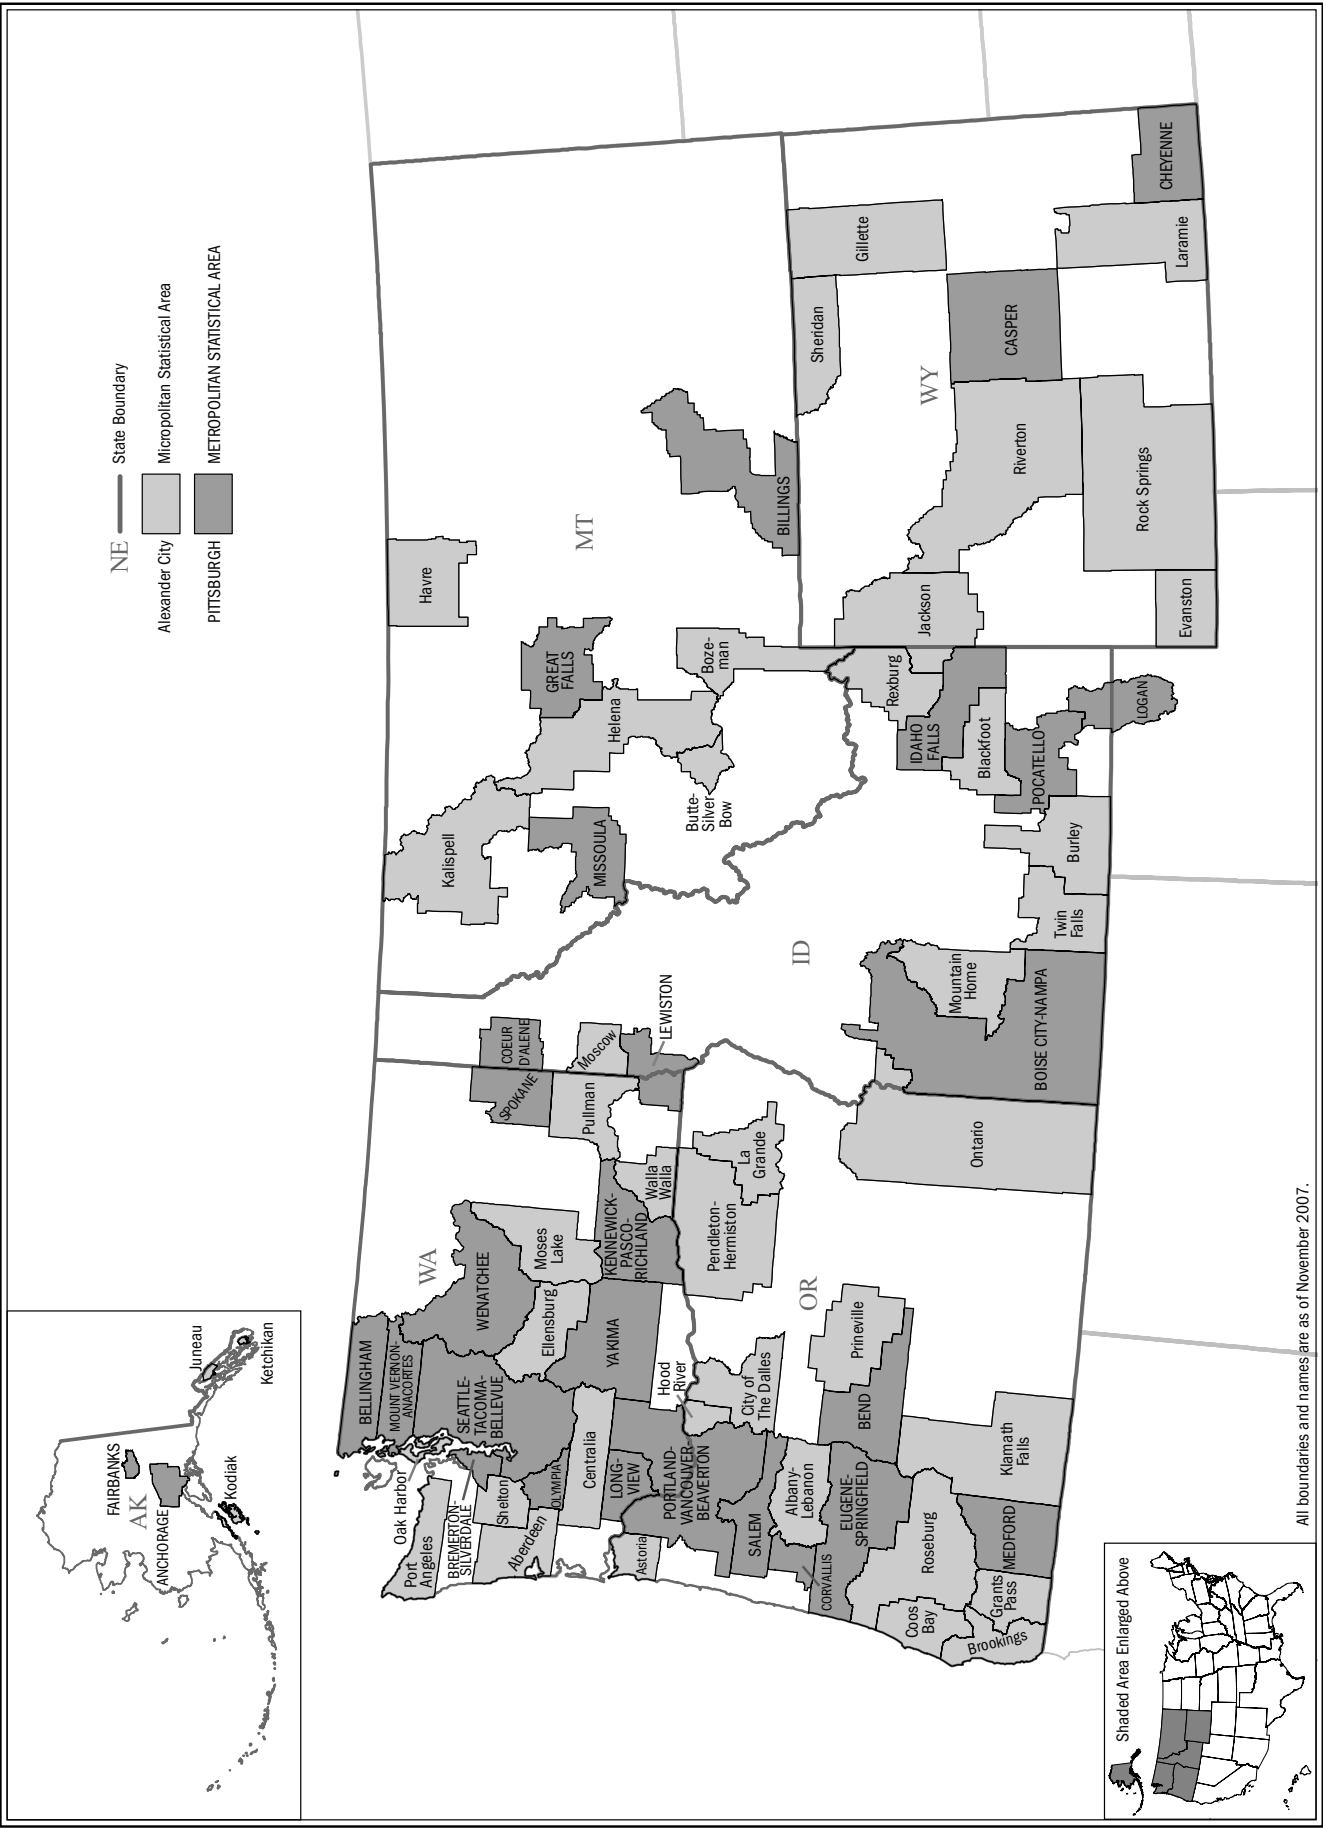 NE
State Boundary
Alexander City
Micropolitan Statistical Area
PITTSBURGH
METROPOLITAN STATISTICAL AREA
AK
FAIRBANKS
ANCHORAGE
Juneau
Ketchikan
Kodiak
WA
BELLINGHAM
MOUNT VERNON-
ANACORTES
Oak Harbor
Port
Angeles
BREMERTON-
SILVERDALE
SEATTLE-
TACOMA-
BELLEVUE
WENATCHEE
Moses
Lake
SPOKANE
Shelton
Aberdeen
OLYMPIA
Ellensburg
Centralia
YAKIMA
KENNEWICK-
PASCO-
RICHLAND
Walla
Walla
Pullman
LONG-
VIEW
OR
Astoria
PORTLAND-
VANCOUVER-
BEAVERTON
Hood
River
City of
The Dalles
Pendleton-
Hermiston
La
Grande
SALEM
Albany-
Lebanon
CORVALLIS
EUGENE-
SPRINGFIELD
BEND
Prineville
Ontario
Roseburg
Coos
Bay
Brookings
Grants
Pass
MEDFORD
Klamath
Falls
ID
COEUR
D'ALENE
Moscow
LEWISTON
BOISE CITY-NAMPA
Mountain
Home
Twin
Falls
Burley
POCATELLO
Blackfoot
IDAHO
FALLS
Rexburg
LOGAN
MT
Kalispell
MISSOULA
Helena
GREAT
FALLS
Havre
Butte-
Silver
Bow
Boze-
man
BILLINGS
WY
Jackson
Sheridan
Gillette
Riverton
CASPER
Rock Springs
Evanston
Laramie
CHEYENNE
Shaded Area Enlarged Above
All boundaries and names are as of November 2007.